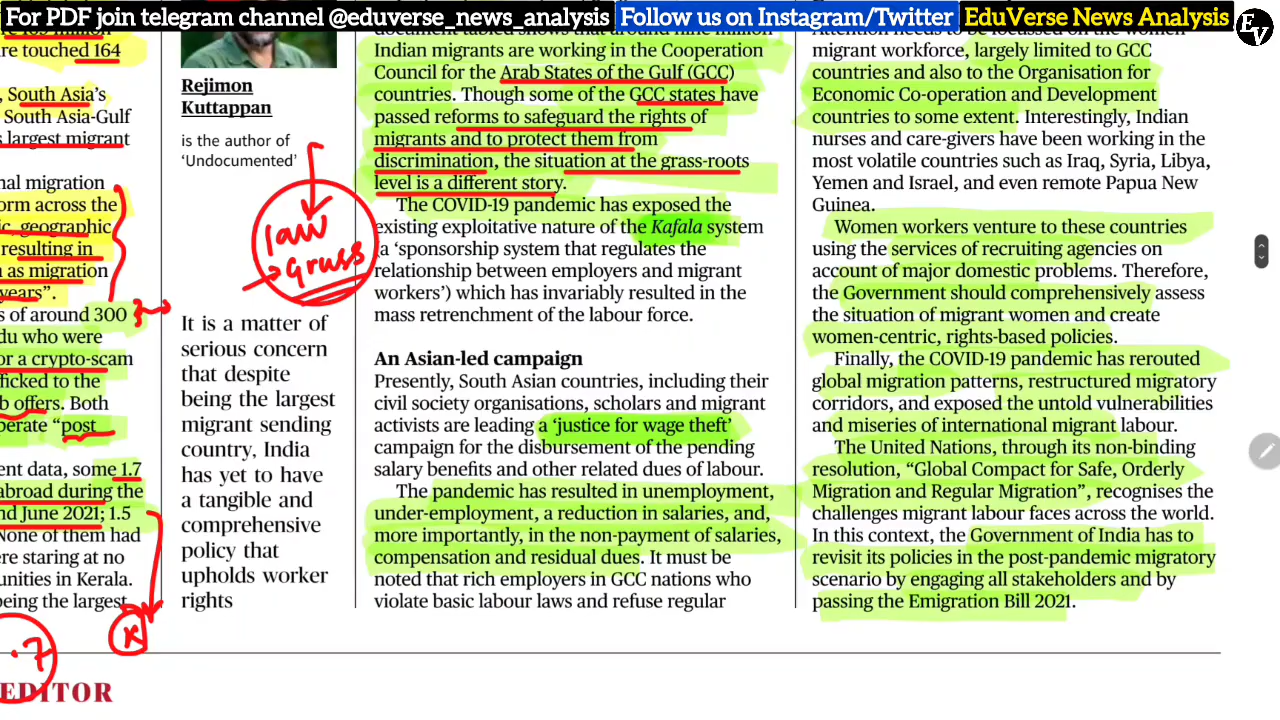 For PDF join telegram channel @eduverse_news_analysis
Follow us on Instagram/Twitter
EduVerse News Analysis
EV
re touched 164
, South Asia's
South Asia-Gulf
s largest migrant
nal migration
orm across the
ic, geographic
resulting in
as migration
years".
s of around 300
du who were
or a crypto-scam
fficked to the
b offers. Both
perate "post
ent data, some 1.7
abroad during the
nd June 2021; 1.5
None of them had
ere staring at no
unities in Kerala.
being the largest
.7
K
EDITOR
Rejimon
Kuttappan
is the author of
'Undocumented'
law
→ Grass
It is a matter of
serious concern
that despite
being the largest
migrant sending
country, India
has yet to have
a tangible and
comprehensive
policy that
upholds worker
rights
document tabled shows that around nine million
Indian migrants are working in the Cooperation
Council for the Arab States of the Gulf (GCC)
countries. Though some of the GCC states have
passed reforms to safeguard the rights of
migrants and to protect them from
discrimination, the situation at the grass-roots
level is a different story.
The COVID-19 pandemic has exposed the
existing exploitative nature of the Kafala system
(a 'sponsorship system that regulates the
relationship between employers and migrant
workers') which has invariably resulted in the
mass retrenchment of the labour force.
An Asian-led campaign
Presently, South Asian countries, including their
civil society organisations, scholars and migrant
activists are leading a 'justice for wage theft'
campaign for the disbursement of the pending
salary benefits and other related dues of labour.
The pandemic has resulted in unemployment,
under-employment, a reduction in salaries, and,
more importantly, in the non-payment of salaries,
compensation and residual dues. It must be
noted that rich employers in GCC nations who
violate basic labour laws and refuse regular
migrant workforce, largely limited to GCC
countries and also to the Organisation for
Economic Co-operation and Development
countries to some extent. Interestingly, Indian
nurses and care-givers have been working in the
most volatile countries such as Iraq, Syria, Libya,
Yemen and Israel, and even remote Papua New
Guinea.
Women workers venture to these countries
using the services of recruiting agencies on
account of major domestic problems. Therefore,
the Government should comprehensively assess
the situation of migrant women and create
women-centric, rights-based policies.
Finally, the COVID-19 pandemic has rerouted
global migration patterns, restructured migratory
corridors, and exposed the untold vulnerabilities
and miseries of international migrant labour.
The United Nations, through its non-binding
resolution, "Global Compact for Safe, Orderly
Migration and Regular Migration", recognises the
challenges migrant labour faces across the world.
In this context, the Government of India has to
revisit its policies in the post-pandemic migratory
scenario by engaging all stakeholders and by
passing the Emigration Bill 2021.